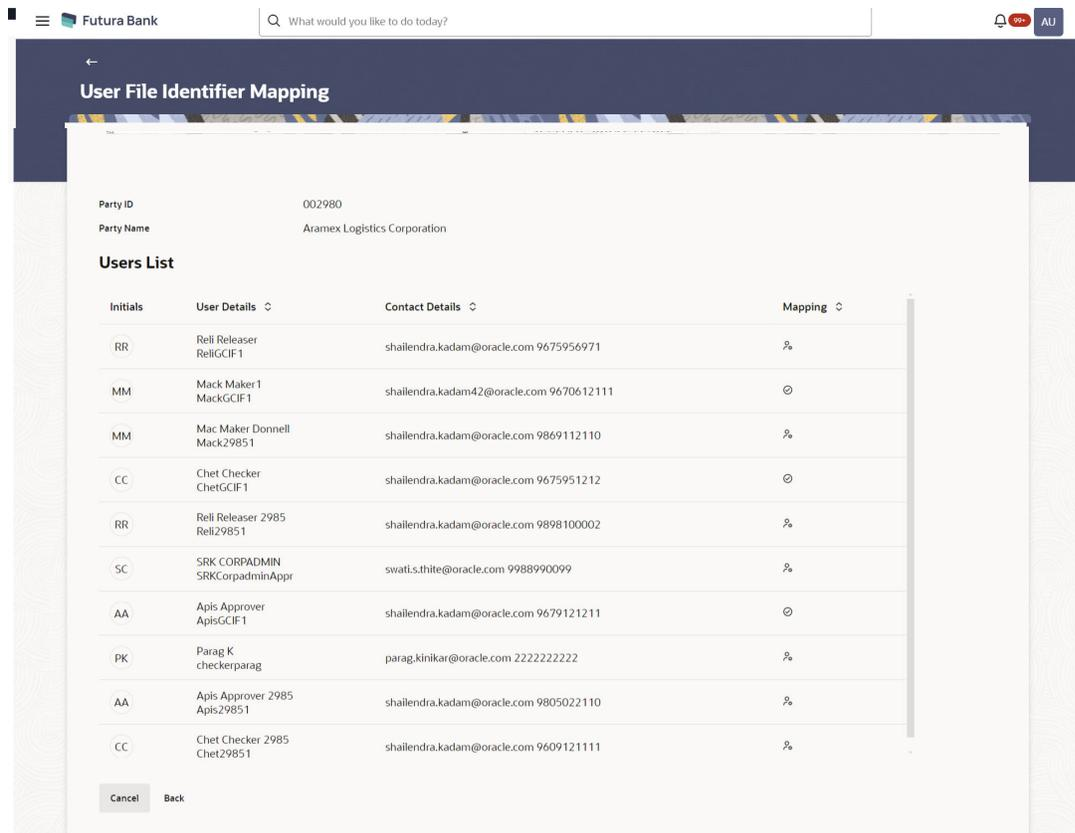 Futura Bank
What would you like to do today?
99+
AU
User File Identifier Mapping
Party ID 002980
Party Name Aramex Logistics Corporation
Users List
Initials User Details Contact Details Mapping
RR Reli Releaser shailendra.kadam@oracle.com 9675956971
ReliGCIF1
MM Mack Maker1 shailendra.kadam42@oracle.com 9670612111
MackGCIF1
MM Mac Maker Donnell shailendra.kadam@oracle.com 9869112110
Mack29851
CC Chet Checker shailendra.kadam@oracle.com 9675951212
ChetGCIF1
RR Reli Releaser 2985 shailendra.kadam@oracle.com 9898100002
Reli29851
SC SRK CORPADMIN swati.s.thite@oracle.com 9988990099
SRKCorpadminAppr
AA Apis Approver shailendra.kadam@oracle.com 9679121211
ApisGCIF1
PK Parag K parag.kinikar@oracle.com 2222222222
checkerparag
AA Apis Approver 2985 shailendra.kadam@oracle.com 9805022110
Apis29851
CC Chet Checker 2985 shailendra.kadam@oracle.com 9609121111
Chet29851
Cancel Back